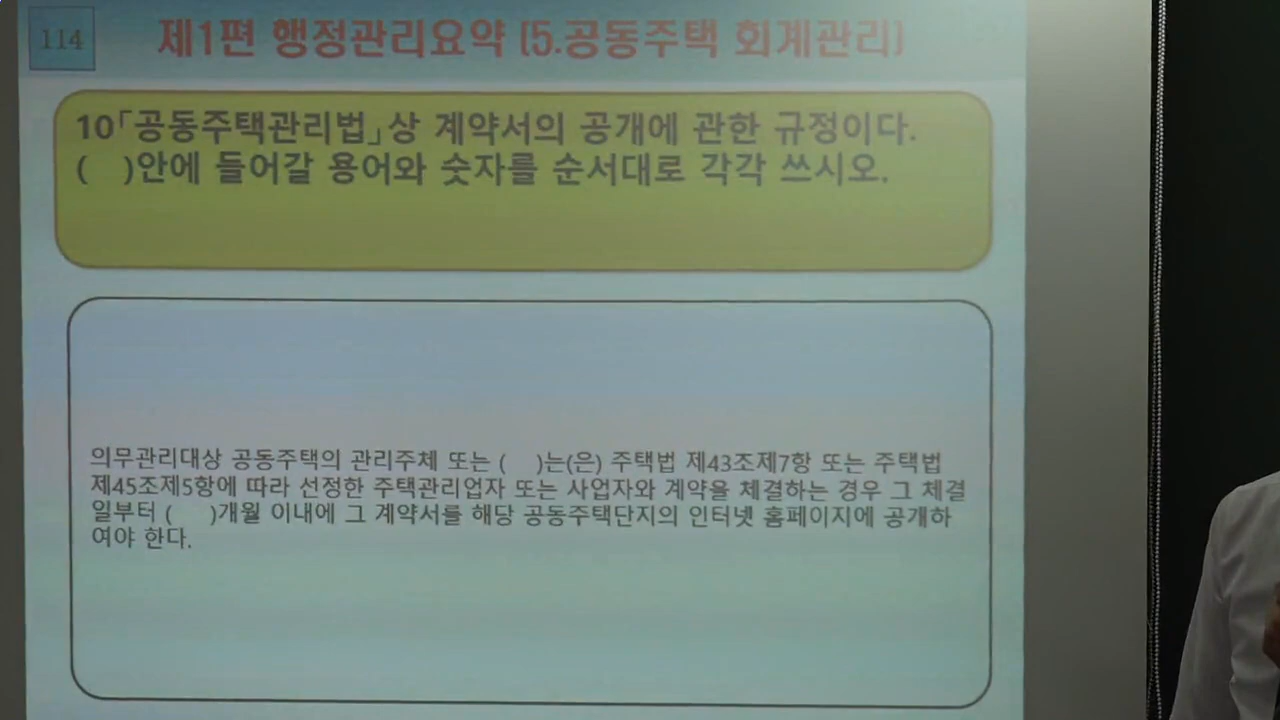 114
제1편 행정관리요약 [5.공동주택 회계관리]
10「공동주택관리법」상 계약서의 공개에 관한 규정이다.
( )안에 들어갈 용어와 숫자를 순서대로 각각 쓰시오.
의무관리대상 공동주택의 관리주체 또는 ( )는(은) 주택법 제43조제7항 또는 주택법
제45조제5항에 따라 선정한 주택관리업자 또는 사업자와 계약을 체결하는 경우 그 체결
일부터 ( )개월 이내에 그 계약서를 해당 공동주택단지의 인터넷 홈페이지에 공개하
여야 한다.